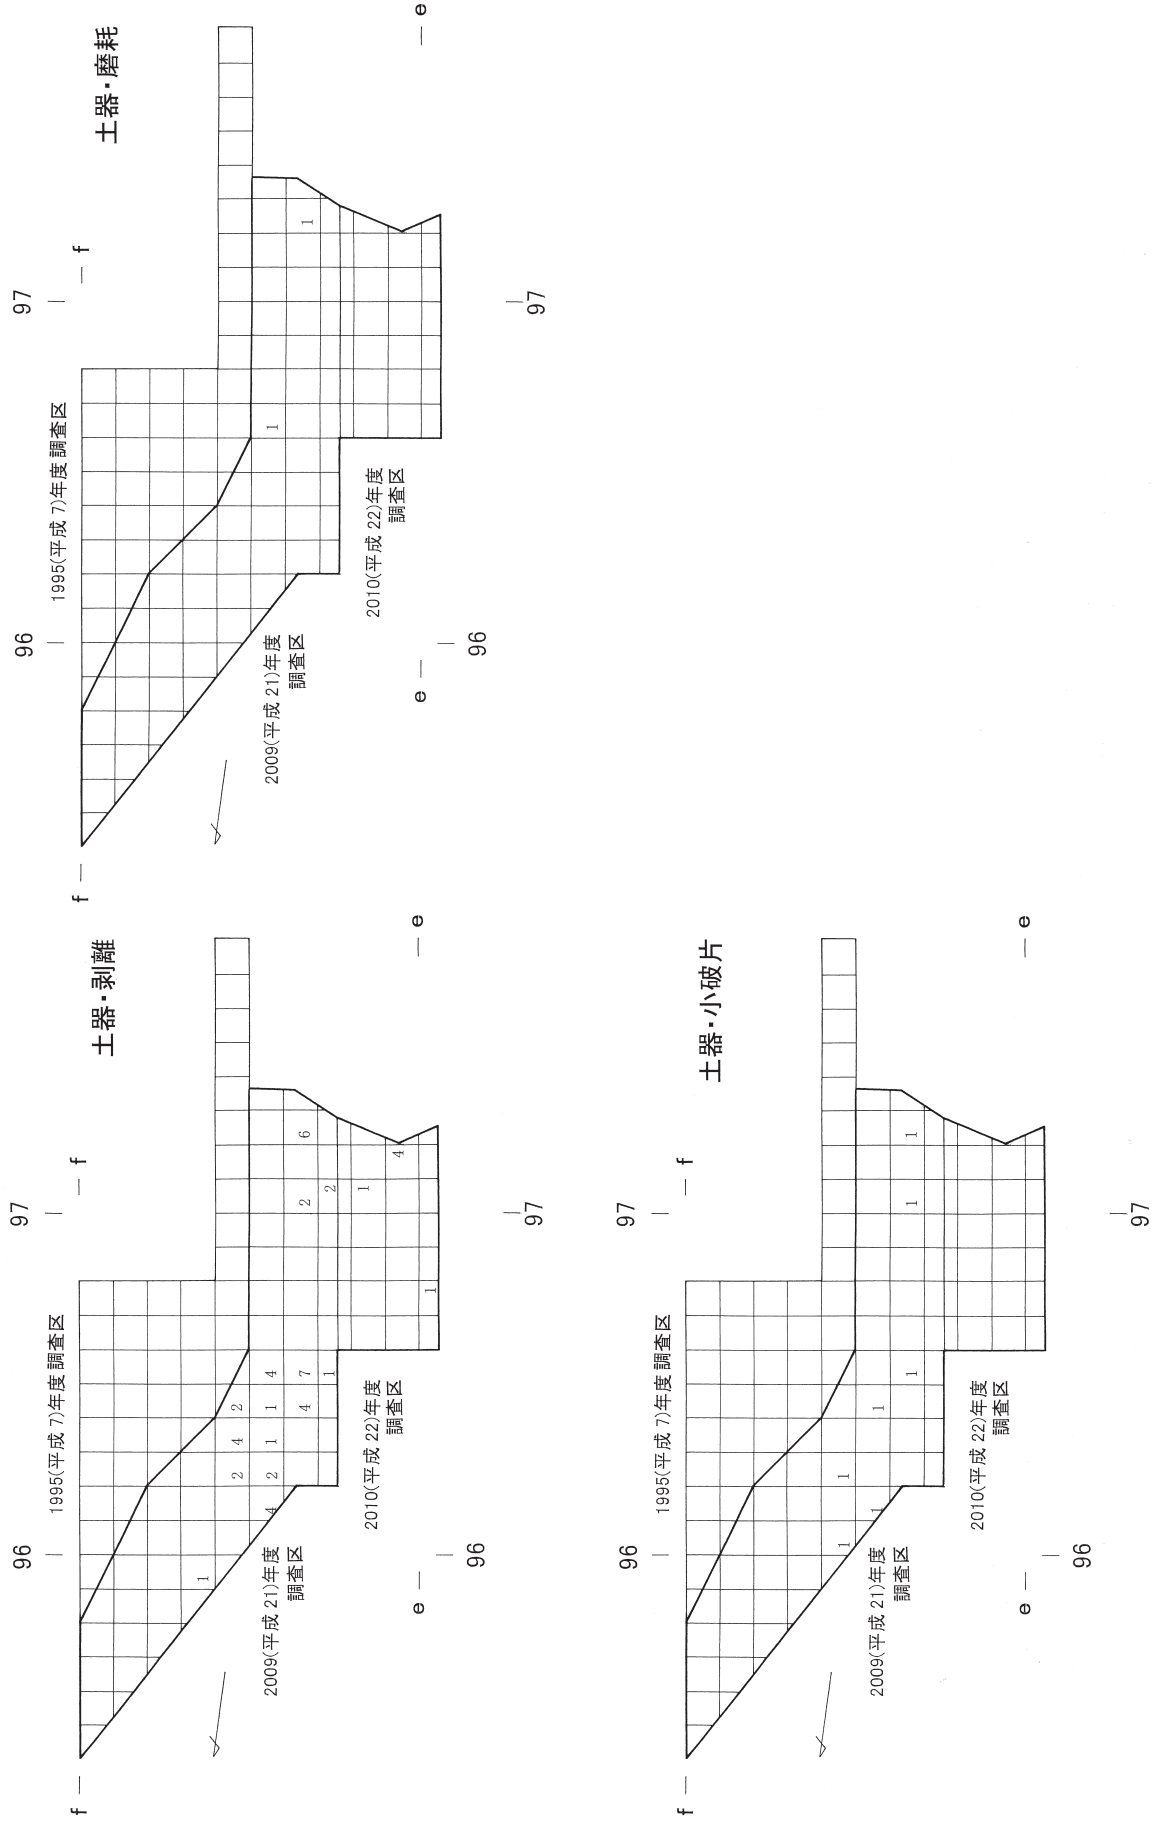 96
97
1995(平成 7)年度 調査区
f
f
土器・剥離
1
2 4 2
4 2 1 1 4
4 7 2 6
1 2
1
4
1
2009(平成 21)年度
調査区
2010(平成 22)年度
調査区
e
e
96
97
96
97
1995(平成 7)年度 調査区
f
f
土器・磨耗
1
1
2009(平成 21)年度
調査区
2010(平成 22)年度
調査区
e
e
96
97
96
97
1995(平成 7)年度 調査区
f
f
土器・小破片
1 1
1 1
1 1 1
2009(平成 21)年度
調査区
2010(平成 22)年度
調査区
e
e
96
97